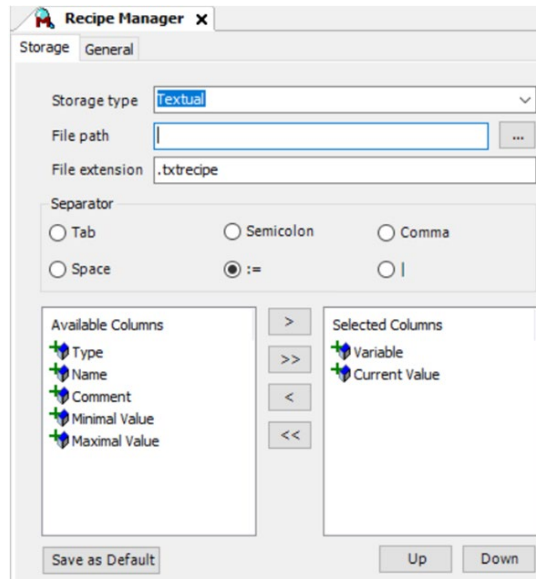 Recipe Manager X
Storage General
Storage type Textual
File path ...
File extension .txtrecipe
Separator
Tab Semicolon Comma
Space := |
Available Columns
Type
Name
Comment
Minimal Value
Maximal Value
>
>>
<
<<
Selected Columns
Variable
Current Value
Save as Default Up Down